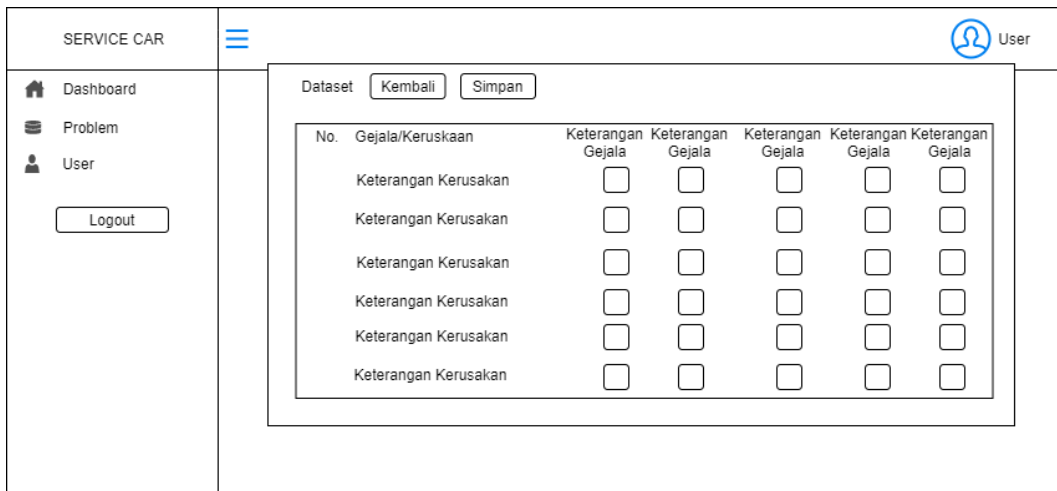 SERVICE CAR
User
Dashboard
Problem
User
Logout
Dataset Kembali Simpan
No. Gejala/Keruskaan Keterangan Keterangan Keterangan Keterangan Keterangan
Gejala Gejala Gejala Gejala Gejala
Keterangan Kerusakan
Keterangan Kerusakan
Keterangan Kerusakan
Keterangan Kerusakan
Keterangan Kerusakan
Keterangan Kerusakan